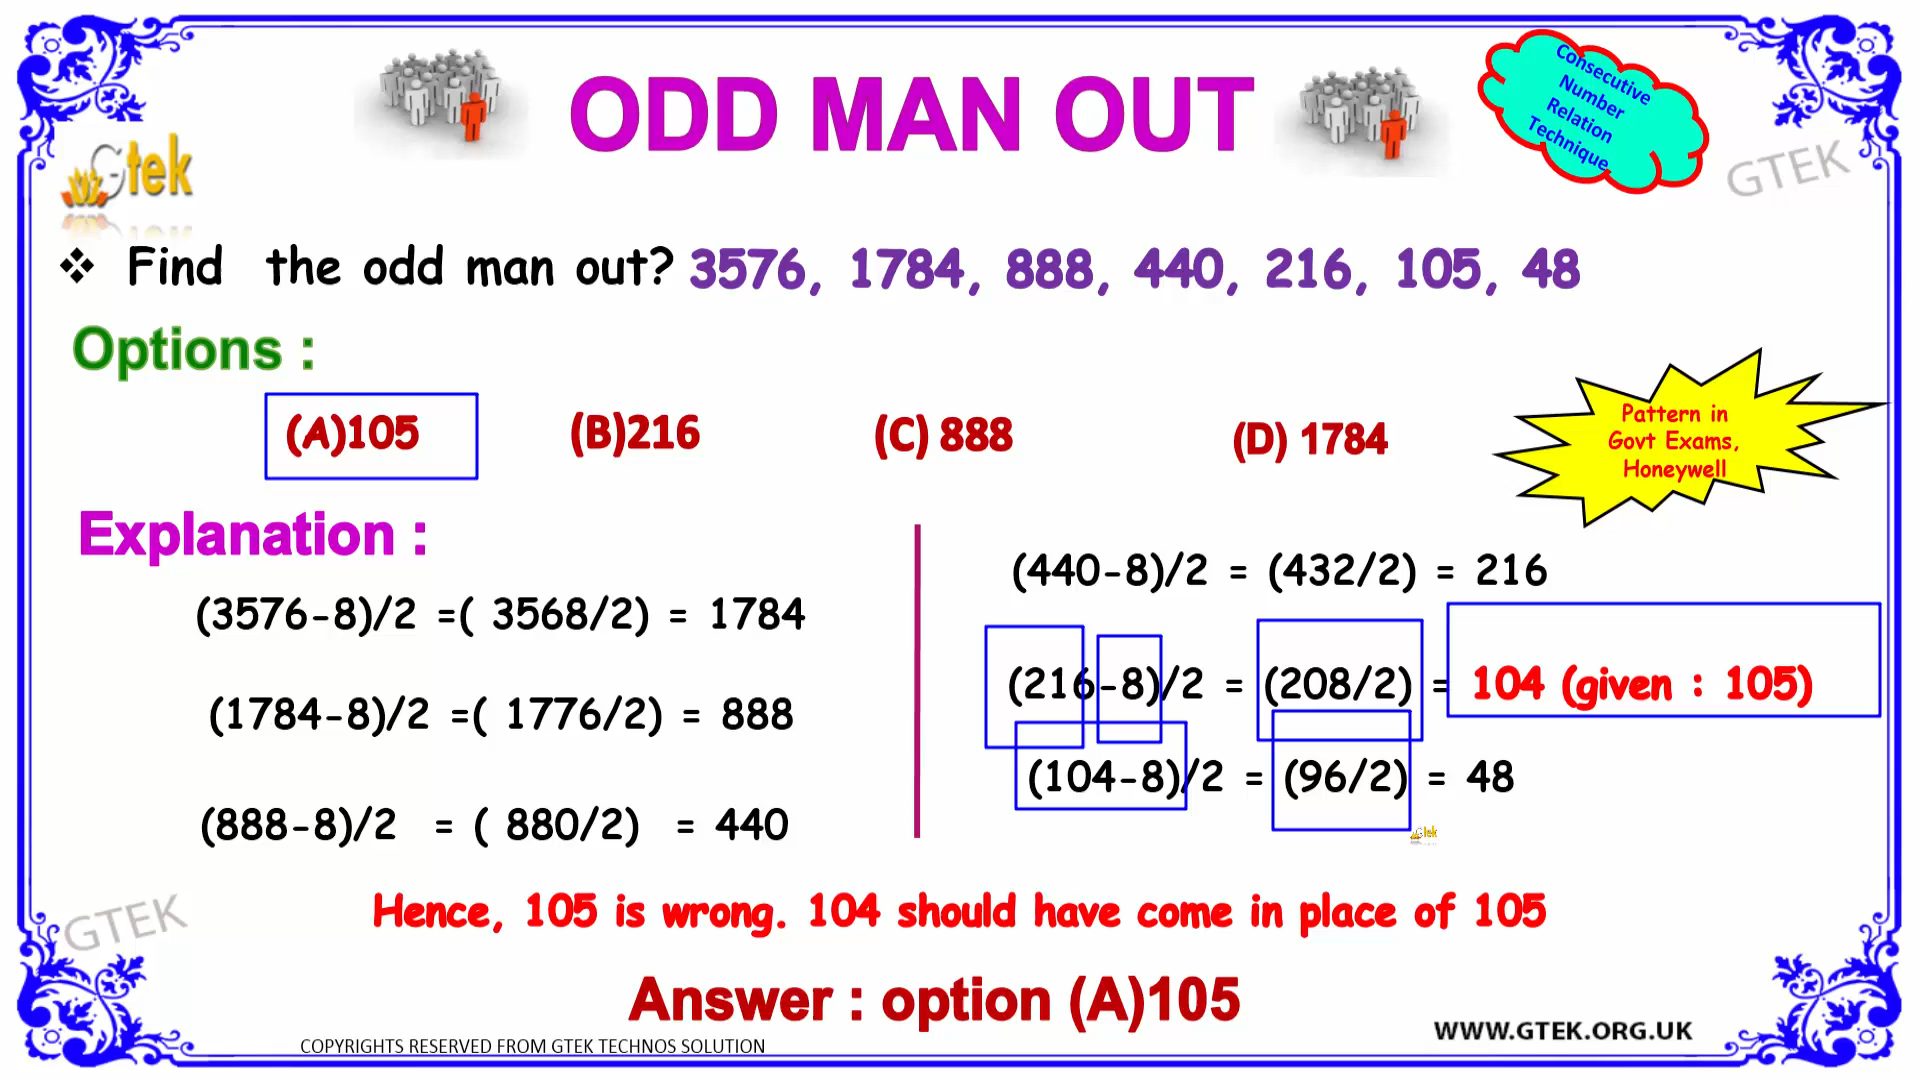 ODD MAN OUT
Consecutive
Number
Relation
Technique
Gtek
GTEK
❖ Find the odd man out? 3576, 1784, 888, 440, 216, 105, 48
Options :
(A)105 (B)216 (C) 888 (D) 1784
Pattern in
Govt Exams,
Honeywell
Explanation :
(3576-8)/2 =( 3568/2) = 1784
(1784-8)/2 =( 1776/2) = 888
(888-8)/2 = ( 880/2) = 440
(440-8)/2 = (432/2) = 216
(216-8)/2 = (208/2) = 104 (given : 105)
(104-8)/2 = (96/2) = 48
Gtek
GTEK
Hence, 105 is wrong. 104 should have come in place of 105
Answer : option (A)105
WWW.GTEK.ORG.UK
COPYRIGHTS RESERVED FROM GTEK TECHNOS SOLUTION